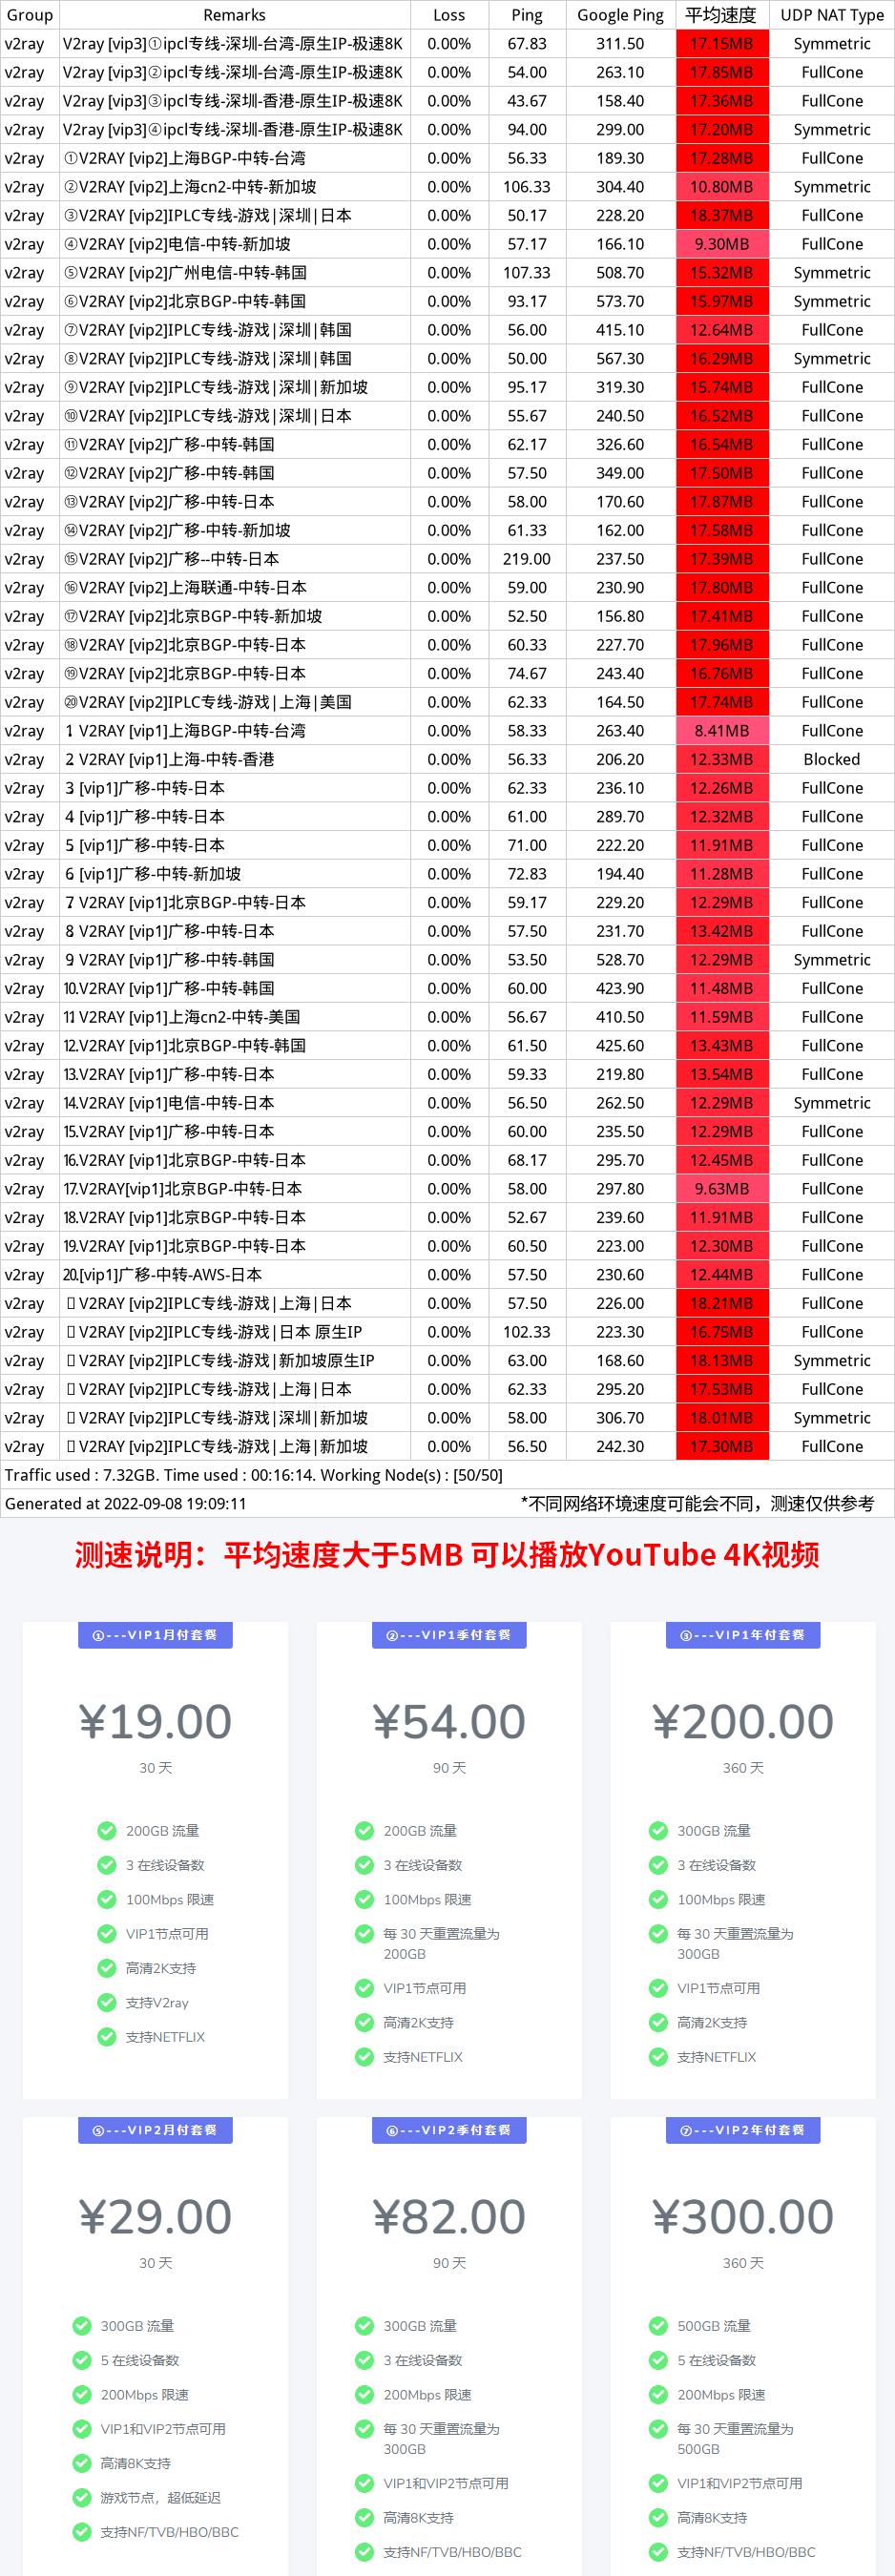 Group Remarks Loss Ping Google Ping 平均速度 UDP NAT Type
v2ray V2ray [vip3]①ipcl专线-深圳-台湾-原生IP-极速8K 0.00% 67.83 311.50 17.15MB Symmetric
v2ray V2ray [vip3]②ipcl专线-深圳-台湾-原生IP-极速8K 0.00% 54.00 263.10 17.85MB FullCone
v2ray V2ray [vip3]③ipcl专线-深圳-香港-原生IP-极速8K 0.00% 43.67 158.40 17.36MB FullCone
v2ray V2ray [vip3]④ipcl专线-深圳-香港-原生IP-极速8K 0.00% 94.00 299.00 17.20MB Symmetric
v2ray ①V2RAY [vip2]上海BGP-中转-台湾 0.00% 56.33 189.30 17.28MB FullCone
v2ray ②V2RAY [vip2]上海cn2-中转-新加坡 0.00% 106.33 304.40 10.80MB Symmetric
v2ray ③V2RAY [vip2]IPLC专线-游戏|深圳|日本 0.00% 50.17 228.20 18.37MB FullCone
v2ray ④V2RAY [vip2]电信-中转-新加坡 0.00% 57.17 166.10 9.30MB FullCone
v2ray ⑤V2RAY [vip2]广州电信-中转-韩国 0.00% 107.33 508.70 15.32MB Symmetric
v2ray ⑥V2RAY [vip2]北京BGP-中转-韩国 0.00% 93.17 573.70 15.97MB Symmetric
v2ray ⑦V2RAY [vip2]IPLC专线-游戏|深圳|韩国 0.00% 56.00 415.10 12.64MB FullCone
v2ray ⑧V2RAY [vip2]IPLC专线-游戏|深圳|韩国 0.00% 50.00 567.30 16.29MB Symmetric
v2ray ⑨V2RAY [vip2]IPLC专线-游戏|深圳|新加坡 0.00% 95.17 319.30 15.74MB FullCone
v2ray ⑩V2RAY [vip2]IPLC专线-游戏|深圳|日本 0.00% 55.67 240.50 16.52MB FullCone
v2ray ⑪V2RAY [vip2]广移-中转-韩国 0.00% 62.17 326.60 16.54MB FullCone
v2ray ⑫V2RAY [vip2]广移-中转-韩国 0.00% 57.50 349.00 17.50MB FullCone
v2ray ⑬V2RAY [vip2]广移-中转-日本 0.00% 58.00 170.60 17.87MB FullCone
v2ray ⑭V2RAY [vip2]广移-中转-新加坡 0.00% 61.33 162.00 17.58MB FullCone
v2ray ⑮V2RAY [vip2]广移--中转-日本 0.00% 219.00 237.50 17.39MB FullCone
v2ray ⑯V2RAY [vip2]上海联通-中转-日本 0.00% 59.00 230.90 17.80MB FullCone
v2ray ⑰V2RAY [vip2]北京BGP-中转-新加坡 0.00% 52.50 156.80 17.41MB FullCone
v2ray ⑱V2RAY [vip2]北京BGP-中转-日本 0.00% 60.33 227.70 17.96MB FullCone
v2ray ⑲V2RAY [vip2]北京BGP-中转-日本 0.00% 74.67 243.40 16.76MB FullCone
v2ray ⑳V2RAY [vip2]IPLC专线-游戏|上海|美国 0.00% 62.33 164.50 17.74MB FullCone
v2ray ⒈V2RAY [vip1]上海BGP-中转-台湾 0.00% 58.33 263.40 8.41MB FullCone
v2ray ⒉V2RAY [vip1]上海-中转-香港 0.00% 56.33 206.20 12.33MB Blocked
v2ray ⒊[vip1]广移-中转-日本 0.00% 62.33 236.10 12.26MB FullCone
v2ray ⒋[vip1]广移-中转-日本 0.00% 61.00 289.70 12.32MB FullCone
v2ray ⒌[vip1]广移-中转-日本 0.00% 71.00 222.20 11.91MB FullCone
v2ray ⒍[vip1]广移-中转-新加坡 0.00% 72.83 194.40 11.28MB FullCone
v2ray ⒎V2RAY [vip1]北京BGP-中转-日本 0.00% 59.17 229.20 12.29MB FullCone
v2ray ⒏V2RAY [vip1]广移-中转-日本 0.00% 57.50 231.70 13.42MB FullCone
v2ray ⒐V2RAY [vip1]广移-中转-韩国 0.00% 53.50 528.70 12.29MB Symmetric
v2ray ⒑V2RAY [vip1]广移-中转-韩国 0.00% 60.00 423.90 11.48MB FullCone
v2ray ⒒V2RAY [vip1]上海cn2-中转-美国 0.00% 56.67 410.50 11.59MB FullCone
v2ray ⒓V2RAY [vip1]北京BGP-中转-韩国 0.00% 61.50 425.60 13.43MB FullCone
v2ray ⒔V2RAY [vip1]广移-中转-日本 0.00% 59.33 219.80 13.54MB FullCone
v2ray ⒕V2RAY [vip1]电信-中转-日本 0.00% 56.50 262.50 12.29MB Symmetric
v2ray ⒖V2RAY [vip1]广移-中转-日本 0.00% 60.00 235.50 12.29MB FullCone
v2ray ⒗V2RAY [vip1]北京BGP-中转-日本 0.00% 68.17 295.70 12.45MB FullCone
v2ray ⒘V2RAY[vip1]北京BGP-中转-日本 0.00% 58.00 297.80 9.63MB FullCone
v2ray ⒙V2RAY [vip1]北京BGP-中转-日本 0.00% 52.67 239.60 11.91MB FullCone
v2ray ⒚V2RAY [vip1]北京BGP-中转-日本 0.00% 60.50 223.00 12.30MB FullCone
v2ray ⒛[vip1]广移-中转-AWS-日本 0.00% 57.50 230.60 12.44MB FullCone
v2ray V2RAY [vip2]IPLC专线-游戏|上海|日本 0.00% 57.50 226.00 18.21MB FullCone
v2ray V2RAY [vip2]IPLC专线-游戏|日本 原生IP 0.00% 102.33 223.30 16.75MB FullCone
v2ray V2RAY [vip2]IPLC专线-游戏|新加坡原生IP 0.00% 63.00 168.60 18.13MB Symmetric
v2ray V2RAY [vip2]IPLC专线-游戏|上海|日本 0.00% 62.33 295.20 17.53MB FullCone
v2ray V2RAY [vip2]IPLC专线-游戏|深圳|新加坡 0.00% 58.00 306.70 18.01MB Symmetric
v2ray V2RAY [vip2]IPLC专线-游戏|上海|新加坡 0.00% 56.50 242.30 17.30MB FullCone
Traffic used : 7.32GB. Time used : 00:16:14. Working Node(s) : [50/50]
Generated at 2022-09-08 19:09:11 *不同网络环境速度可能会不同，测速仅供参考
测速说明：平均速度大于5MB 可以播放YouTube 4K视频
①---VIP1月付套餐
¥19.00
30 天
200GB 流量
3 在线设备数
100Mbps 限速
VIP1节点可用
高清2K支持
支持V2ray
支持NETFLIX
②---VIP1季付套餐
¥54.00
90 天
200GB 流量
3 在线设备数
100Mbps 限速
每 30 天重置流量为
200GB
VIP1节点可用
高清2K支持
支持NETFLIX
③---VIP1年付套餐
¥200.00
360 天
300GB 流量
3 在线设备数
100Mbps 限速
每 30 天重置流量为
300GB
VIP1节点可用
高清2K支持
支持NETFLIX
⑤---VIP2月付套餐
¥29.00
30 天
300GB 流量
5 在线设备数
200Mbps 限速
VIP1和VIP2节点可用
高清8K支持
游戏节点，超低延迟
支持NF/TVB/HBO/BBC
⑥---VIP2季付套餐
¥82.00
90 天
300GB 流量
3 在线设备数
200Mbps 限速
每 30 天重置流量为
300GB
VIP1和VIP2节点可用
高清8K支持
支持NF/TVB/HBO/BBC
⑦---VIP2年付套餐
¥300.00
360 天
500GB 流量
5 在线设备数
200Mbps 限速
每 30 天重置流量为
500GB
VIP1和VIP2节点可用
高清8K支持
支持NF/TVB/HBO/BBC